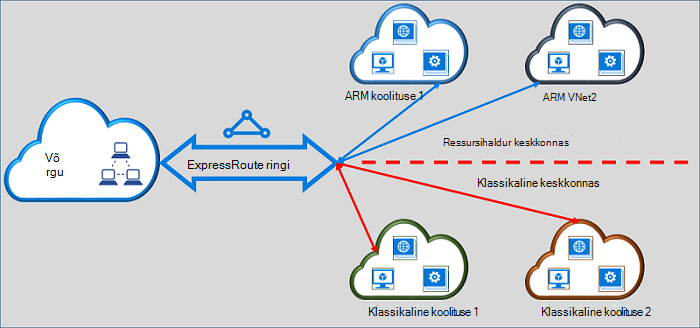 ARM koolituse 1
ARM VNet2
Võ
rgu
ExpressRoute ringi
Ressursihaldur keskkonnas
Klassikaline keskkonnas
Klassikaline koolituse 1
Klassikaline koolituse 2